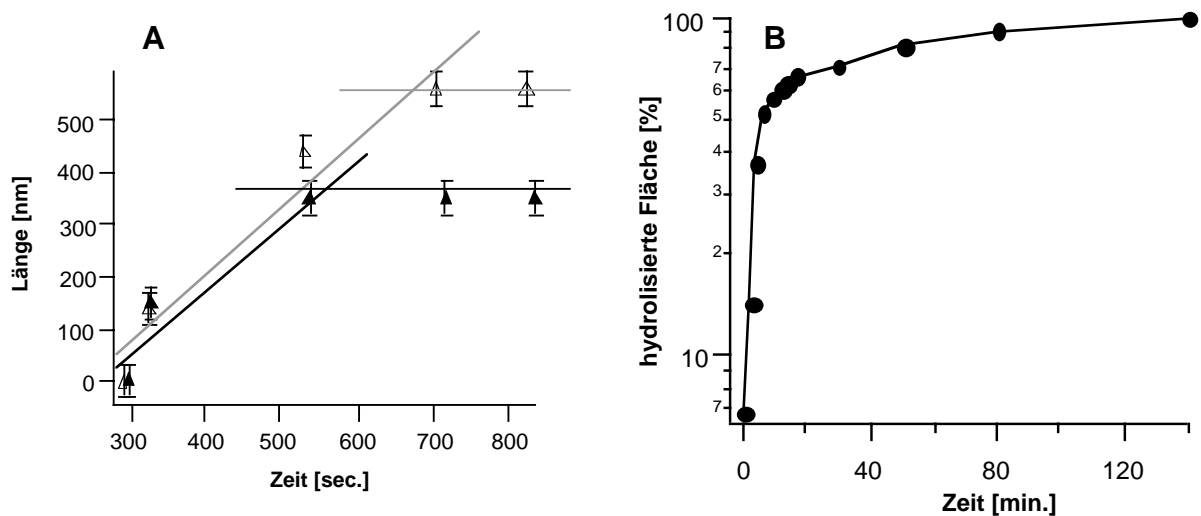 A
Länge [nm]
500
400
300
200
100
0
300 400 500 600 700 800
Zeit [sec.]
B
hydrolisierte Fläche [%]
100
7
6
5
4
3
2
10
7
0 40 80 120
Zeit [min.]